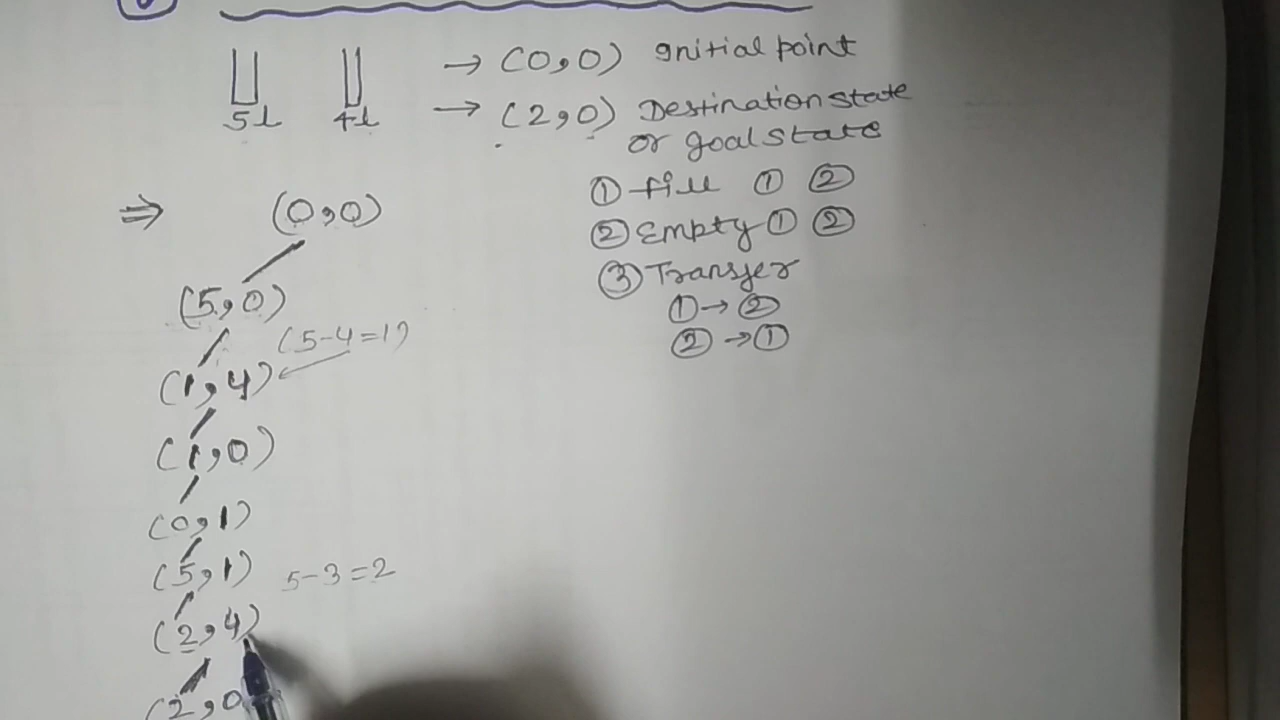 5l 4l
→ (0,0) Initial point
→ (2,0) Destination state
or goal state
① fill ① ②
② Empty ① ②
③ Transfer
① → ②
② → ①
⇒ (0,0)
(5,0)
(5-4=1)
(1,4)
(1,0)
(0,1)
(5,1) 5-3=2
(2,4)
(2,0